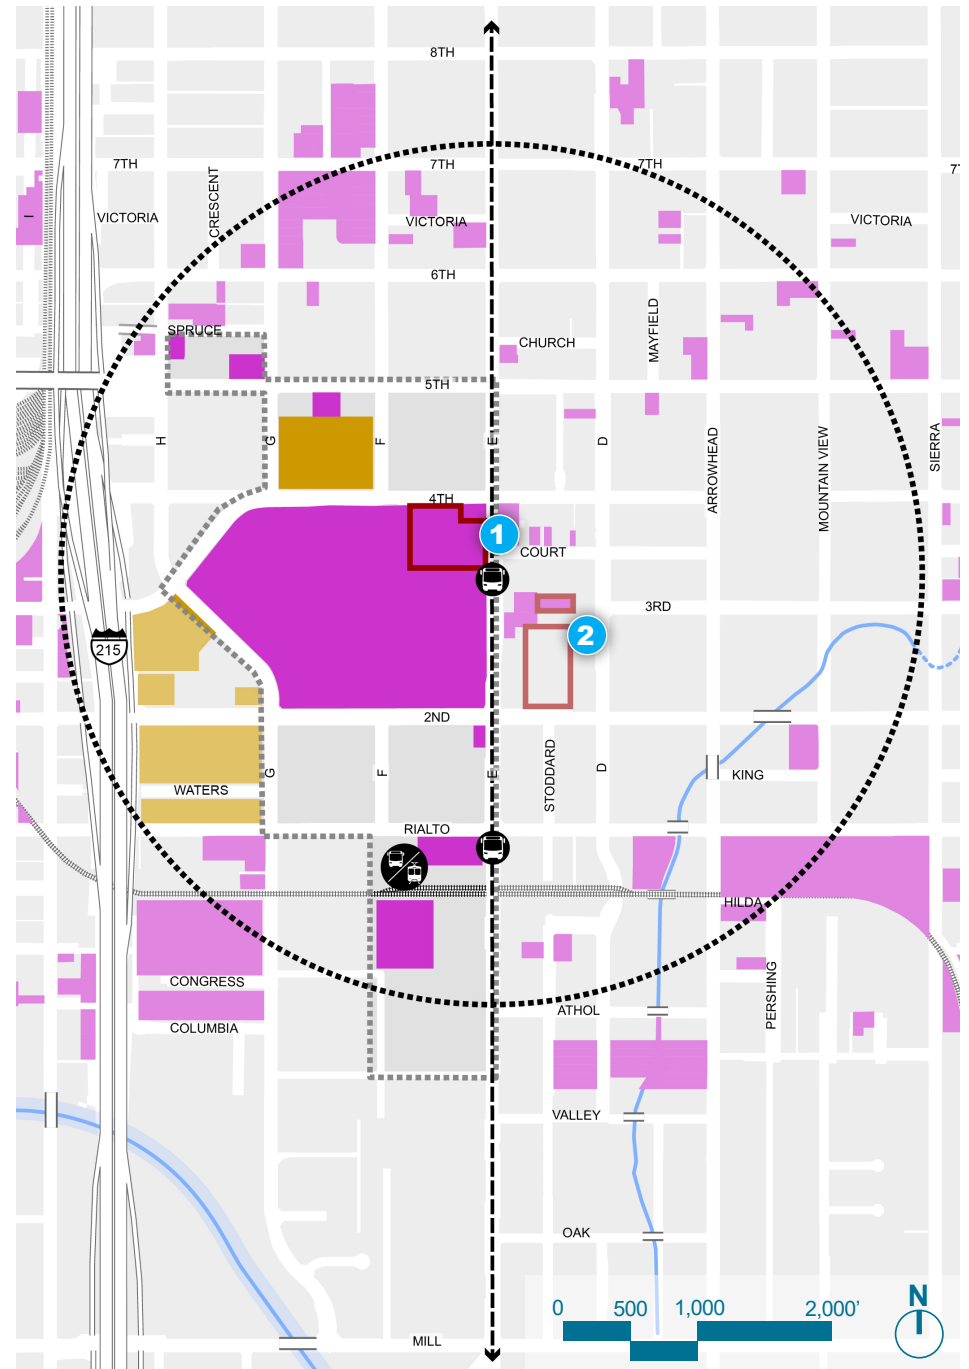 8TH
7TH
7TH
7TH
7T
I
VICTORIA
CRESCENT
VICTORIA
VICTORIA
6TH
SPRUCE
CHURCH
MAYFIELD
5TH
H
G
F
E
D
ARROWHEAD
MOUNTAIN VIEW
SIERRA
4TH
1
COURT
3RD
2
215
2ND
G
F
E
STODDARD
D
KING
WATERS
RIALTO
HILDA
CONGRESS
PERSHING
ATHOL
COLUMBIA
VALLEY
OAK
MILL
0 500 1,000 2,000'
N